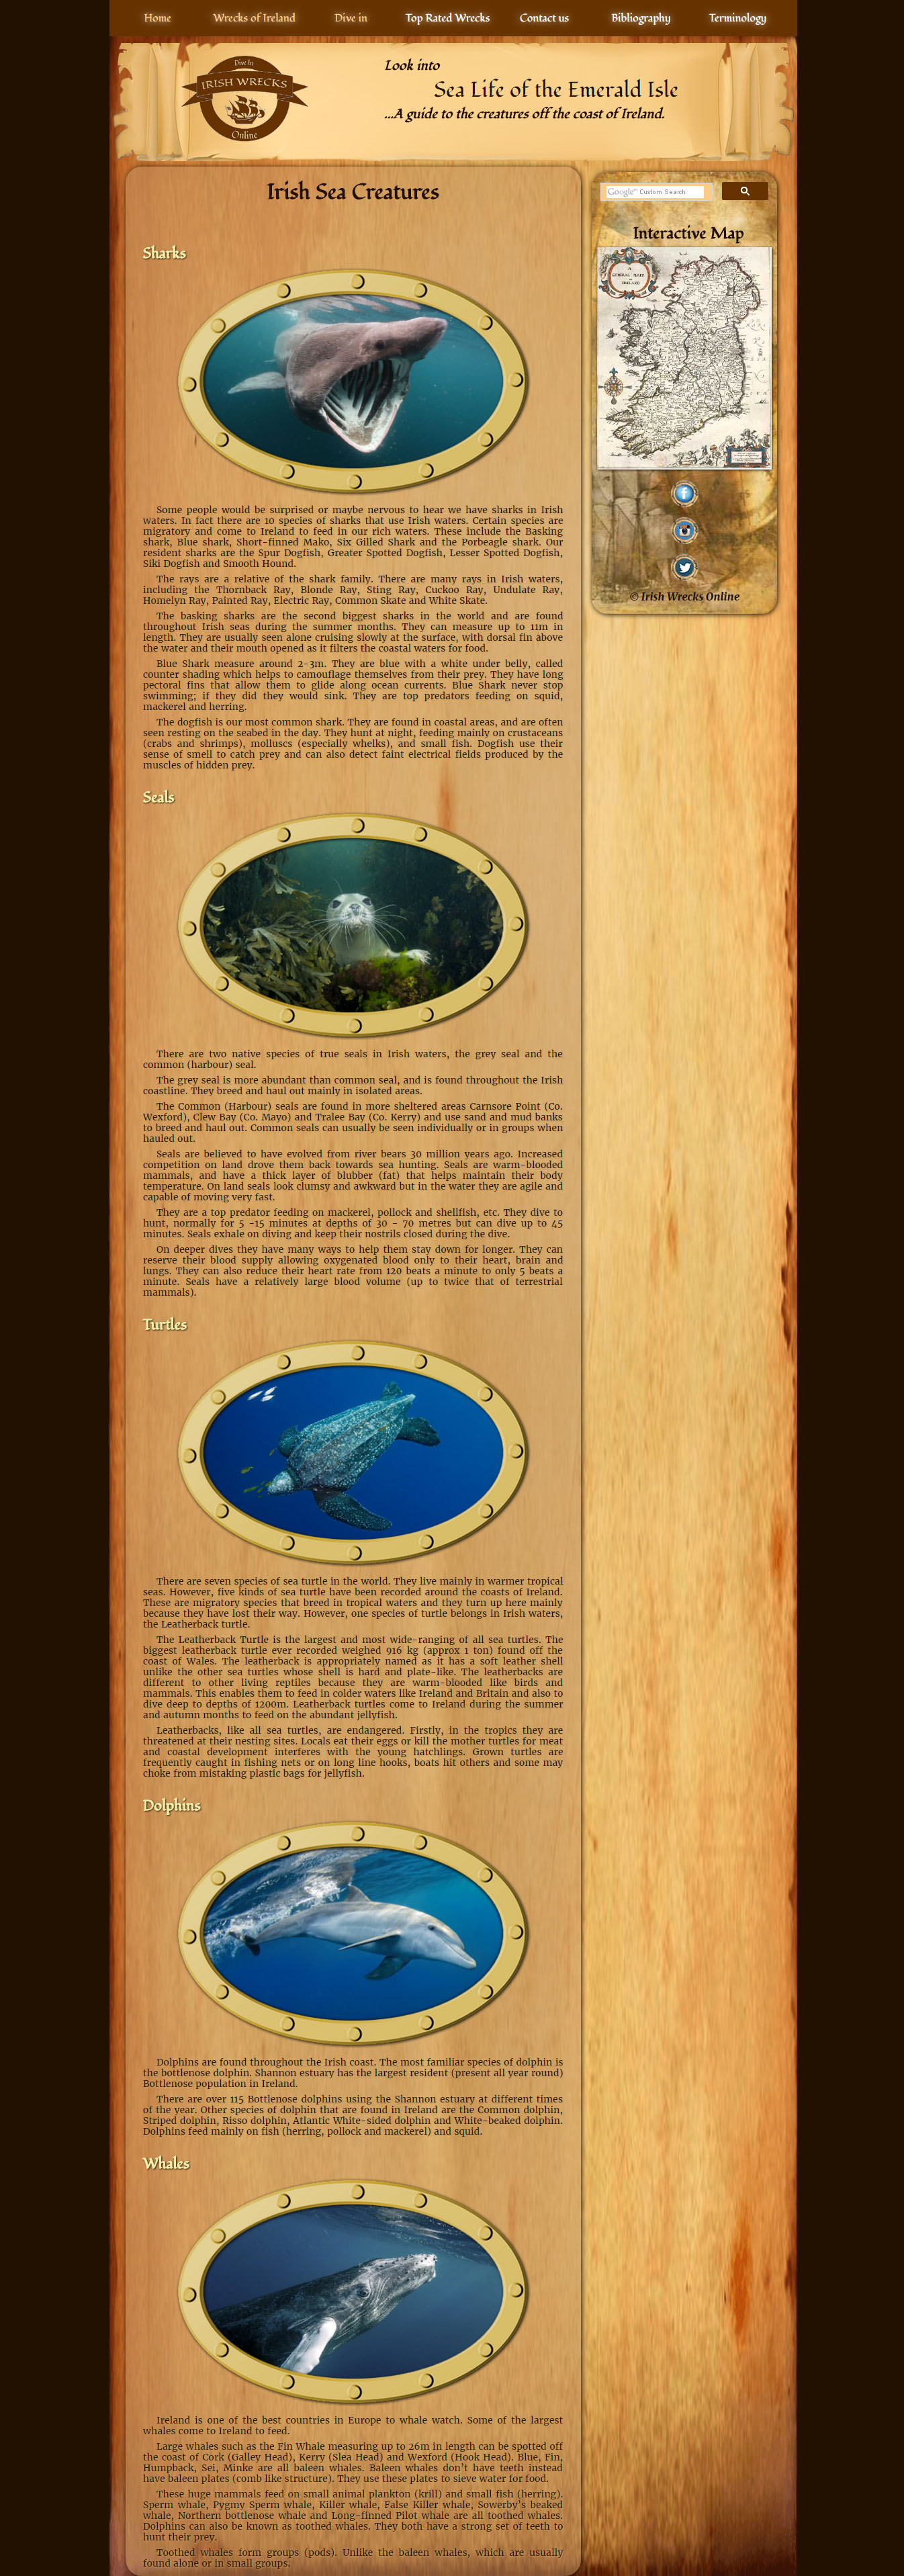 Home Wrecks of Ireland Dive in Top Rated Wrecks Contact us Bibliography Terminology
Dive In
IRISH WRECKS
Online
Look into
Sea Life of the Emerald Isle
...A guide to the creatures off the coast of Ireland.
Irish Sea Creatures
Sharks
Some people would be surprised or maybe nervous to hear we have sharks in Irish
waters. In fact there are 10 species of sharks that use Irish waters. Certain species are
migratory and come to Ireland to feed in our rich waters. These include the Basking
shark, Blue shark, Short-finned Mako, Six Gilled Shark and the Porbeagle shark. Our
resident sharks are the Spur Dogfish, Greater Spotted Dogfish, Lesser Spotted Dogfish,
Siki Dogfish and Smooth Hound.
The rays are a relative of the shark family. There are many rays in Irish waters,
including the Thornback Ray, Blonde Ray, Sting Ray, Cuckoo Ray, Undulate Ray,
Homelyn Ray, Painted Ray, Electric Ray, Common Skate and White Skate.
The basking sharks are the second biggest sharks in the world and are found
throughout Irish seas during the summer months. They can measure up to 11m in
length. They are usually seen alone cruising slowly at the surface, with dorsal fin above
the water and their mouth opened as it filters the coastal waters for food.
Blue Shark measure around 2-3m. They are blue with a white under belly, called
counter shading which helps to camouflage themselves from their prey. They have long
pectoral fins that allow them to glide along ocean currents. Blue Shark never stop
swimming; if they did they would sink. They are top predators feeding on squid,
mackerel and herring.
The dogfish is our most common shark. They are found in coastal areas, and are often
seen resting on the seabed in the day. They hunt at night, feeding mainly on crustaceans
(crabs and shrimps), molluscs (especially whelks), and small fish. Dogfish use their
sense of smell to catch prey and can also detect faint electrical fields produced by the
muscles of hidden prey.
Seals
There are two native species of true seals in Irish waters, the grey seal and the
common (harbour) seal.
The grey seal is more abundant than common seal, and is found throughout the Irish
coastline. They breed and haul out mainly in isolated areas.
The Common (Harbour) seals are found in more sheltered areas Carnsore Point (Co.
Wexford), Clew Bay (Co. Mayo) and Tralee Bay (Co. Kerry) and use sand and mud banks
to breed and haul out. Common seals can usually be seen individually or in groups when
hauled out.
Seals are believed to have evolved from river bears 30 million years ago. Increased
competition on land drove them back towards sea hunting. Seals are warm-blooded
mammals, and have a thick layer of blubber (fat) that helps maintain their body
temperature. On land seals look clumsy and awkward but in the water they are agile and
capable of moving very fast.
They are a top predator feeding on mackerel, pollock and shellfish, etc. They dive to
hunt, normally for 5 -15 minutes at depths of 30 - 70 metres but can dive up to 45
minutes. Seals exhale on diving and keep their nostrils closed during the dive.
On deeper dives they have many ways to help them stay down for longer. They can
reserve their blood supply allowing oxygenated blood only to their heart, brain and
lungs. They can also reduce their heart rate from 120 beats a minute to only 5 beats a
minute. Seals have a relatively large blood volume (up to twice that of terrestrial
mammals).
Turtles
There are seven species of sea turtle in the world. They live mainly in warmer tropical
seas. However, five kinds of sea turtle have been recorded around the coasts of Ireland.
These are migratory species that breed in tropical waters and they turn up here mainly
because they have lost their way. However, one species of turtle belongs in Irish waters,
the Leatherback turtle.
The Leatherback Turtle is the largest and most wide-ranging of all sea turtles. The
biggest leatherback turtle ever recorded weighed 916 kg (approx 1 ton) found off the
coast of Wales. The leatherback is appropriately named as it has a soft leather shell
unlike the other sea turtles whose shell is hard and plate-like. The leatherbacks are
different to other living reptiles because they are warm-blooded like birds and
mammals. This enables them to feed in colder waters like Ireland and Britain and also to
dive deep to depths of 1200m. Leatherback turtles come to Ireland during the summer
and autumn months to feed on the abundant jellyfish.
Leatherbacks, like all sea turtles, are endangered. Firstly, in the tropics they are
threatened at their nesting sites. Locals eat their eggs or kill the mother turtles for meat
and coastal development interferes with the young hatchlings. Grown turtles are
frequently caught in fishing nets or on long line hooks, boats hit others and some may
choke from mistaking plastic bags for jellyfish.
Dolphins
Dolphins are found throughout the Irish coast. The most familiar species of dolphin is
the bottlenose dolphin. Shannon estuary has the largest resident (present all year round)
Bottlenose population in Ireland.
There are over 115 Bottlenose dolphins using the Shannon estuary at different times
of the year. Other species of dolphin that are found in Ireland are the Common dolphin,
Striped dolphin, Risso dolphin, Atlantic White-sided dolphin and White-beaked dolphin.
Dolphins feed mainly on fish (herring, pollock and mackerel) and squid.
Whales
Ireland is one of the best countries in Europe to whale watch. Some of the largest
whales come to Ireland to feed.
Large whales such as the Fin Whale measuring up to 26m in length can be spotted off
the coast of Cork (Galley Head), Kerry (Slea Head) and Wexford (Hook Head). Blue, Fin,
Humpback, Sei, Minke are all baleen whales. Baleen whales don't have teeth instead
have baleen plates (comb like structure). They use these plates to sieve water for food.
These huge mammals feed on small animal plankton (krill) and small fish (herring).
Sperm whale, Pygmy Sperm whale, Killer whale, False Killer whale, Sowerby's beaked
whale, Northern bottlenose whale and Long-finned Pilot whale are all toothed whales.
Dolphins can also be known as toothed whales. They both have a strong set of teeth to
hunt their prey.
Toothed whales form groups (pods). Unlike the baleen whales, which are usually
found alone or in small groups.
Google™ Custom Search
Interactive Map
© Irish Wrecks Online